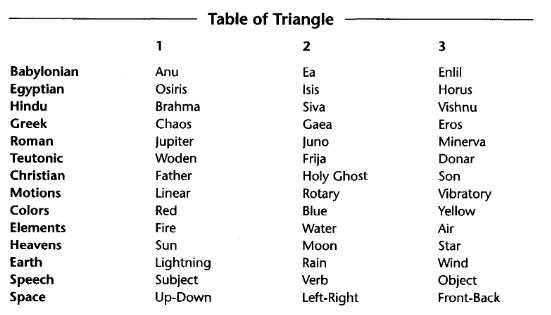 Table of Triangle
1 2 3
Babylonian Anu Ea Enlil
Egyptian Osiris Isis Horus
Hindu Brahma Siva Vishnu
Greek Chaos Gaea Eros
Roman Jupiter Juno Minerva
Teutonic Woden Frija Donar
Christian Father Holy Ghost Son
Motions Linear Rotary Vibratory
Colors Red Blue Yellow
Elements Fire Water Air
Heavens Sun Moon Star
Earth Lightning Rain Wind
Speech Subject Verb Object
Space Up-Down Left-Right Front-Back